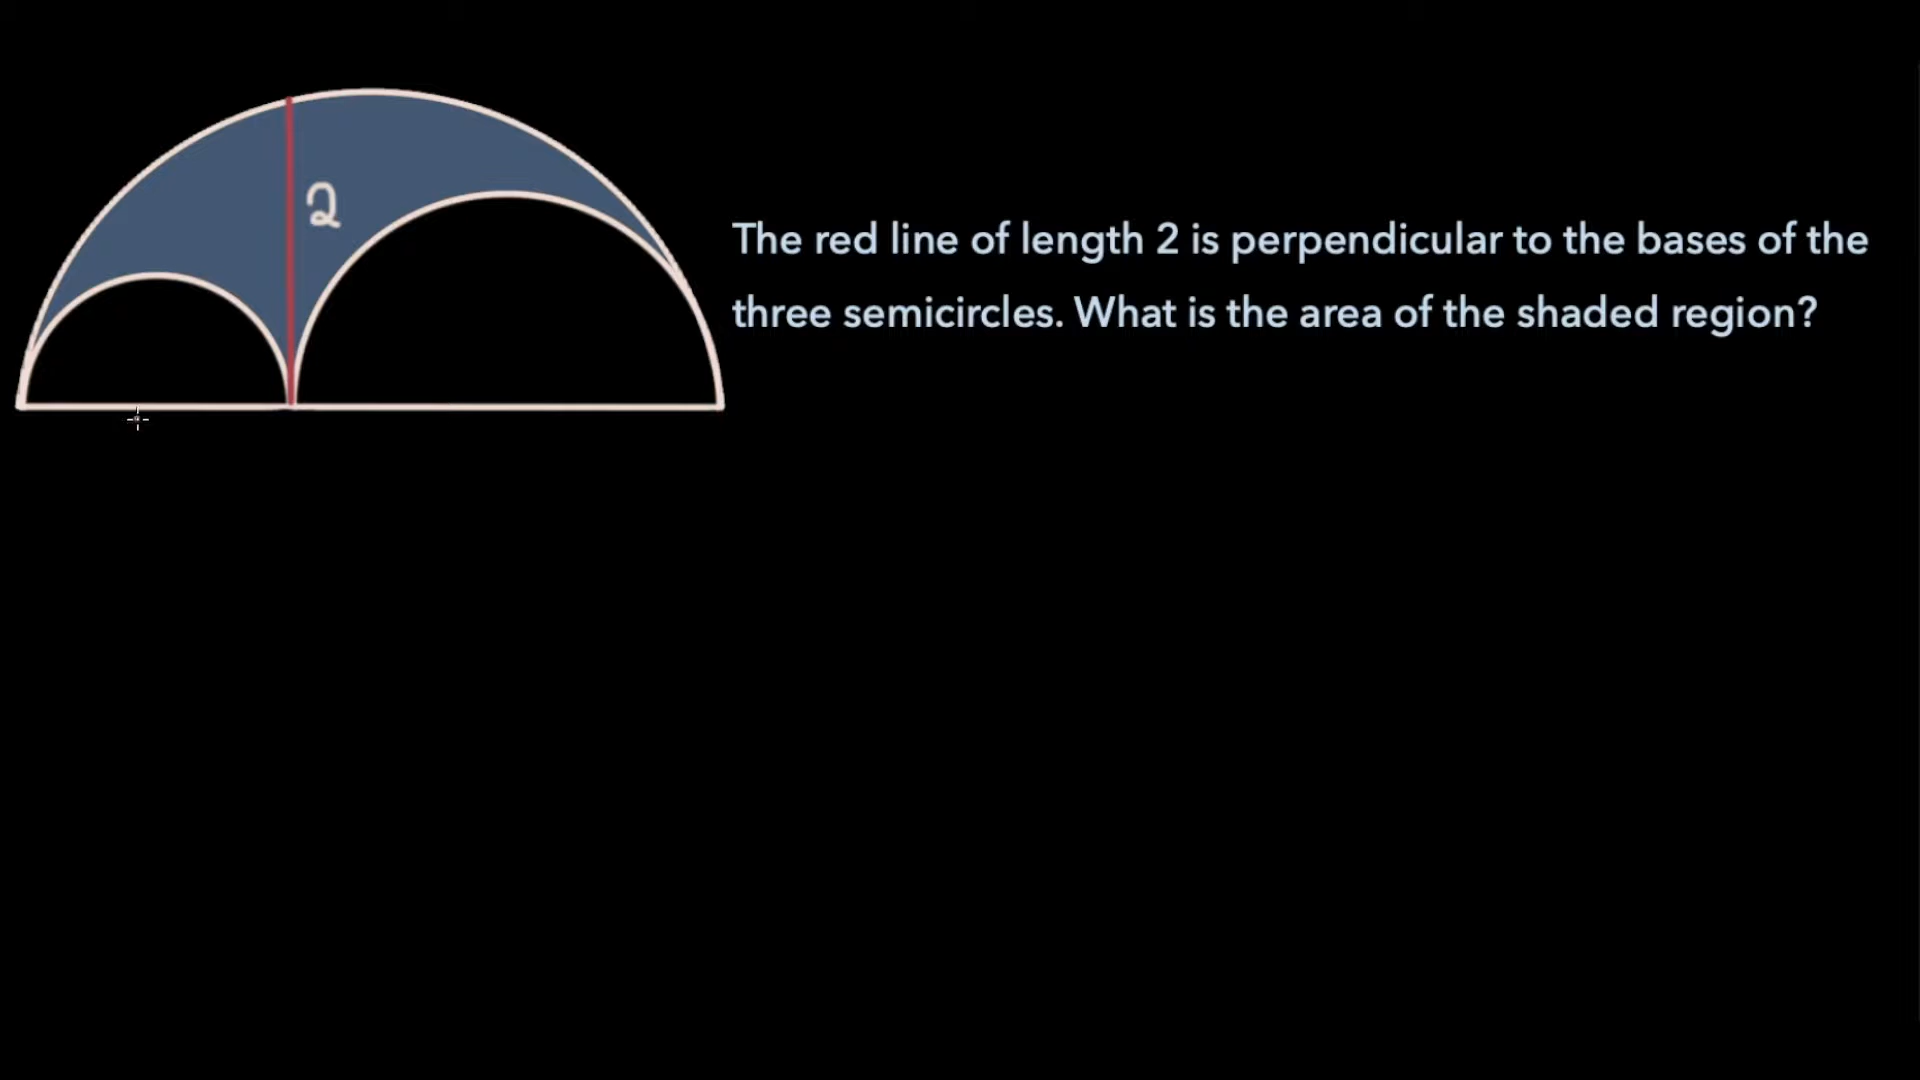 2
The red line of length 2 is perpendicular to the bases of the
three semicircles. What is the area of the shaded region?